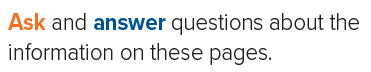 Ask and answer questions about the
information on these pages.